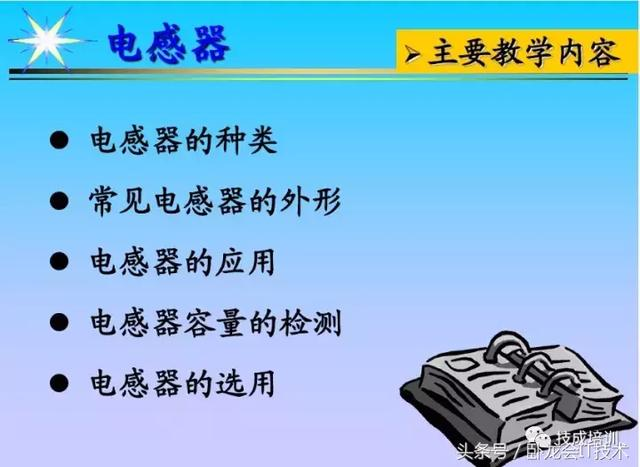 电感器
➢ 主要教学内容
● 电感器的种类
● 常见电感器的外形
● 电感器的应用
● 电感器容量的检测
● 电感器的选用
技成培训
头条号/卧龙会IT技术